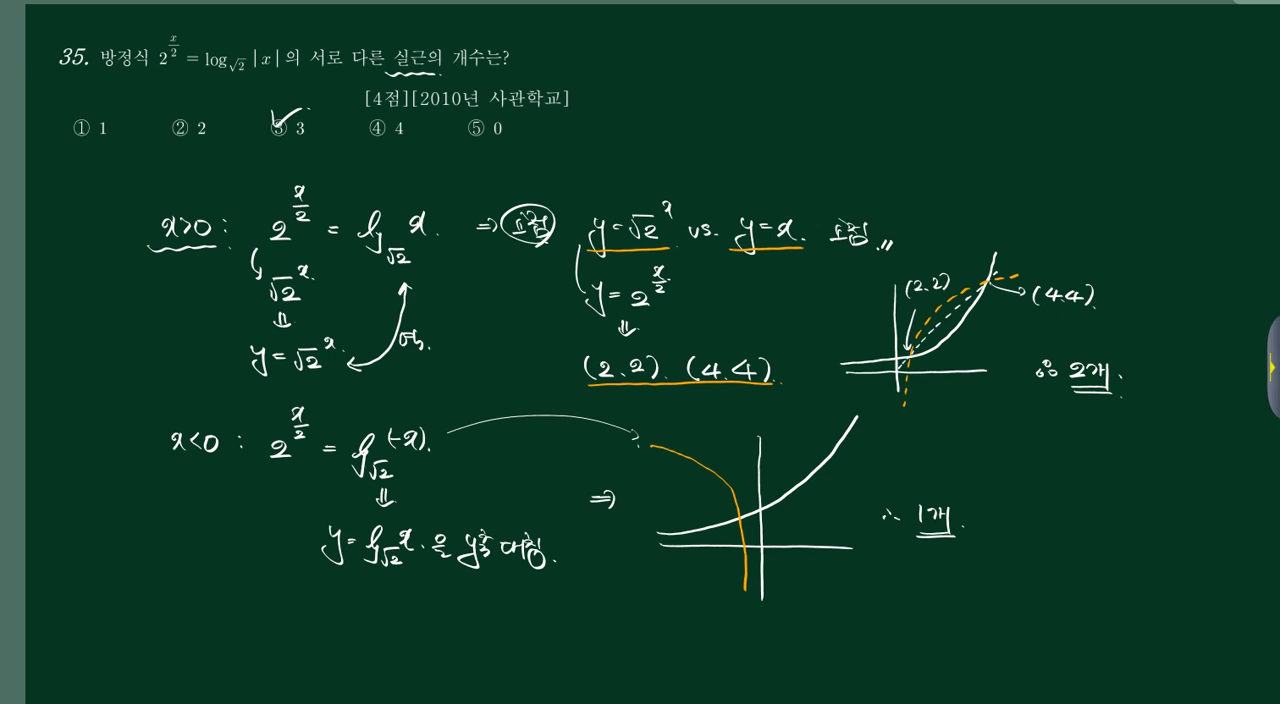 35. 방정식 2^{x/2} = log_{√2}|x|의 서로 다른 실근의 개수는?
[4점][2010년 사관학교]
① 1 ② 2 ③ 3 ④ 4 ⑤ 0
x>0 : 2^{x/2} = log_{√2} x. ⇒ 교점 y=√2^x vs. y=x. 교점〃
√2^x.
⇓
y=√2^x.
y=2^{x/2}
⇓
(2.2). (4.4).
(2.2)
(4.4).
∴ 2개.
x<0 : 2^{x/2} = log_{√2}(-x).
⇓
y=log_{√2}x.을 y축 대칭.
⇒
∴ 1개.